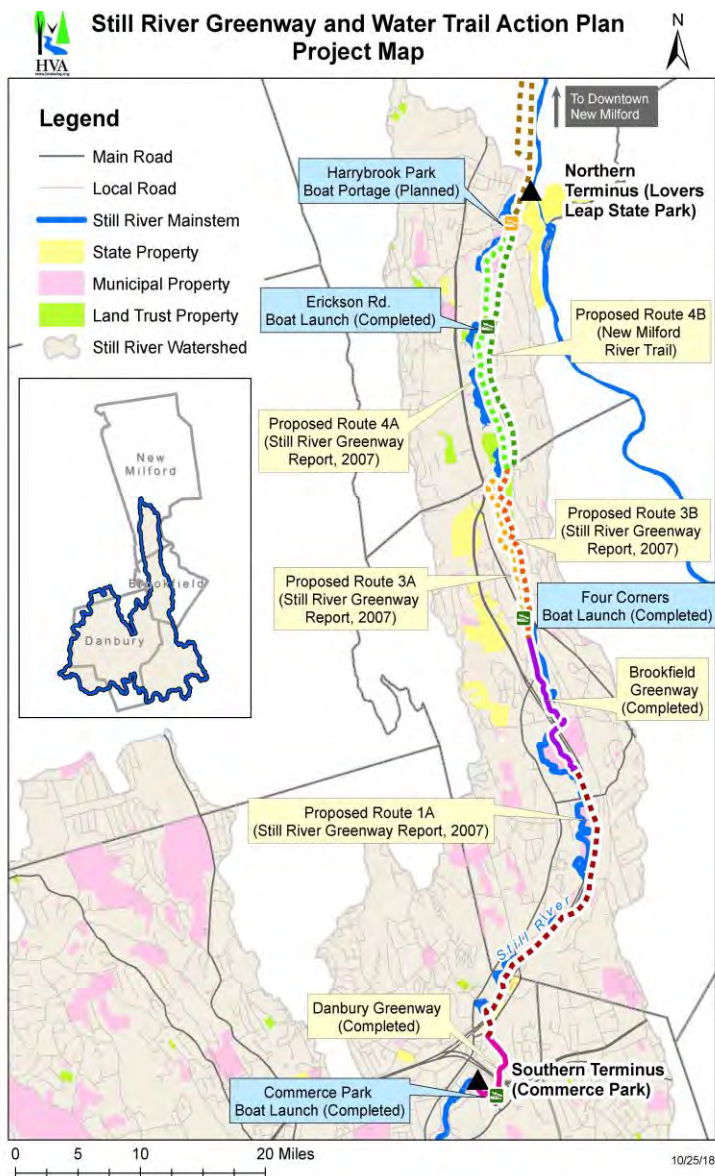 Still River Greenway and Water Trail Action Plan
Project Map
HVA
N
To Downtown
New Milford
Legend
Main Road
Local Road
Still River Mainstem
State Property
Municipal Property
Land Trust Property
Still River Watershed
Harrybrook Park
Boat Portage (Planned)
Northern
Terminus (Lovers
Leap State Park)
Erickson Rd.
Boat Launch (Completed)
Proposed Route 4B
(New Milford
River Trail)
Proposed Route 4A
(Still River Greenway
Report, 2007)
New
Milford
Brookfield
Danbury
Proposed Route 3B
(Still River Greenway
Report, 2007)
Proposed Route 3A
(Still River Greenway
Report, 2007)
Four Corners
Boat Launch (Completed)
Brookfield
Greenway
(Completed)
Proposed Route 1A
(Still River Greenway Report, 2007)
Still River
Danbury Greenway
(Completed)
Southern Terminus
(Commerce Park)
Commerce Park
Boat Launch (Completed)
0 5 10 20 Miles
10/25/18